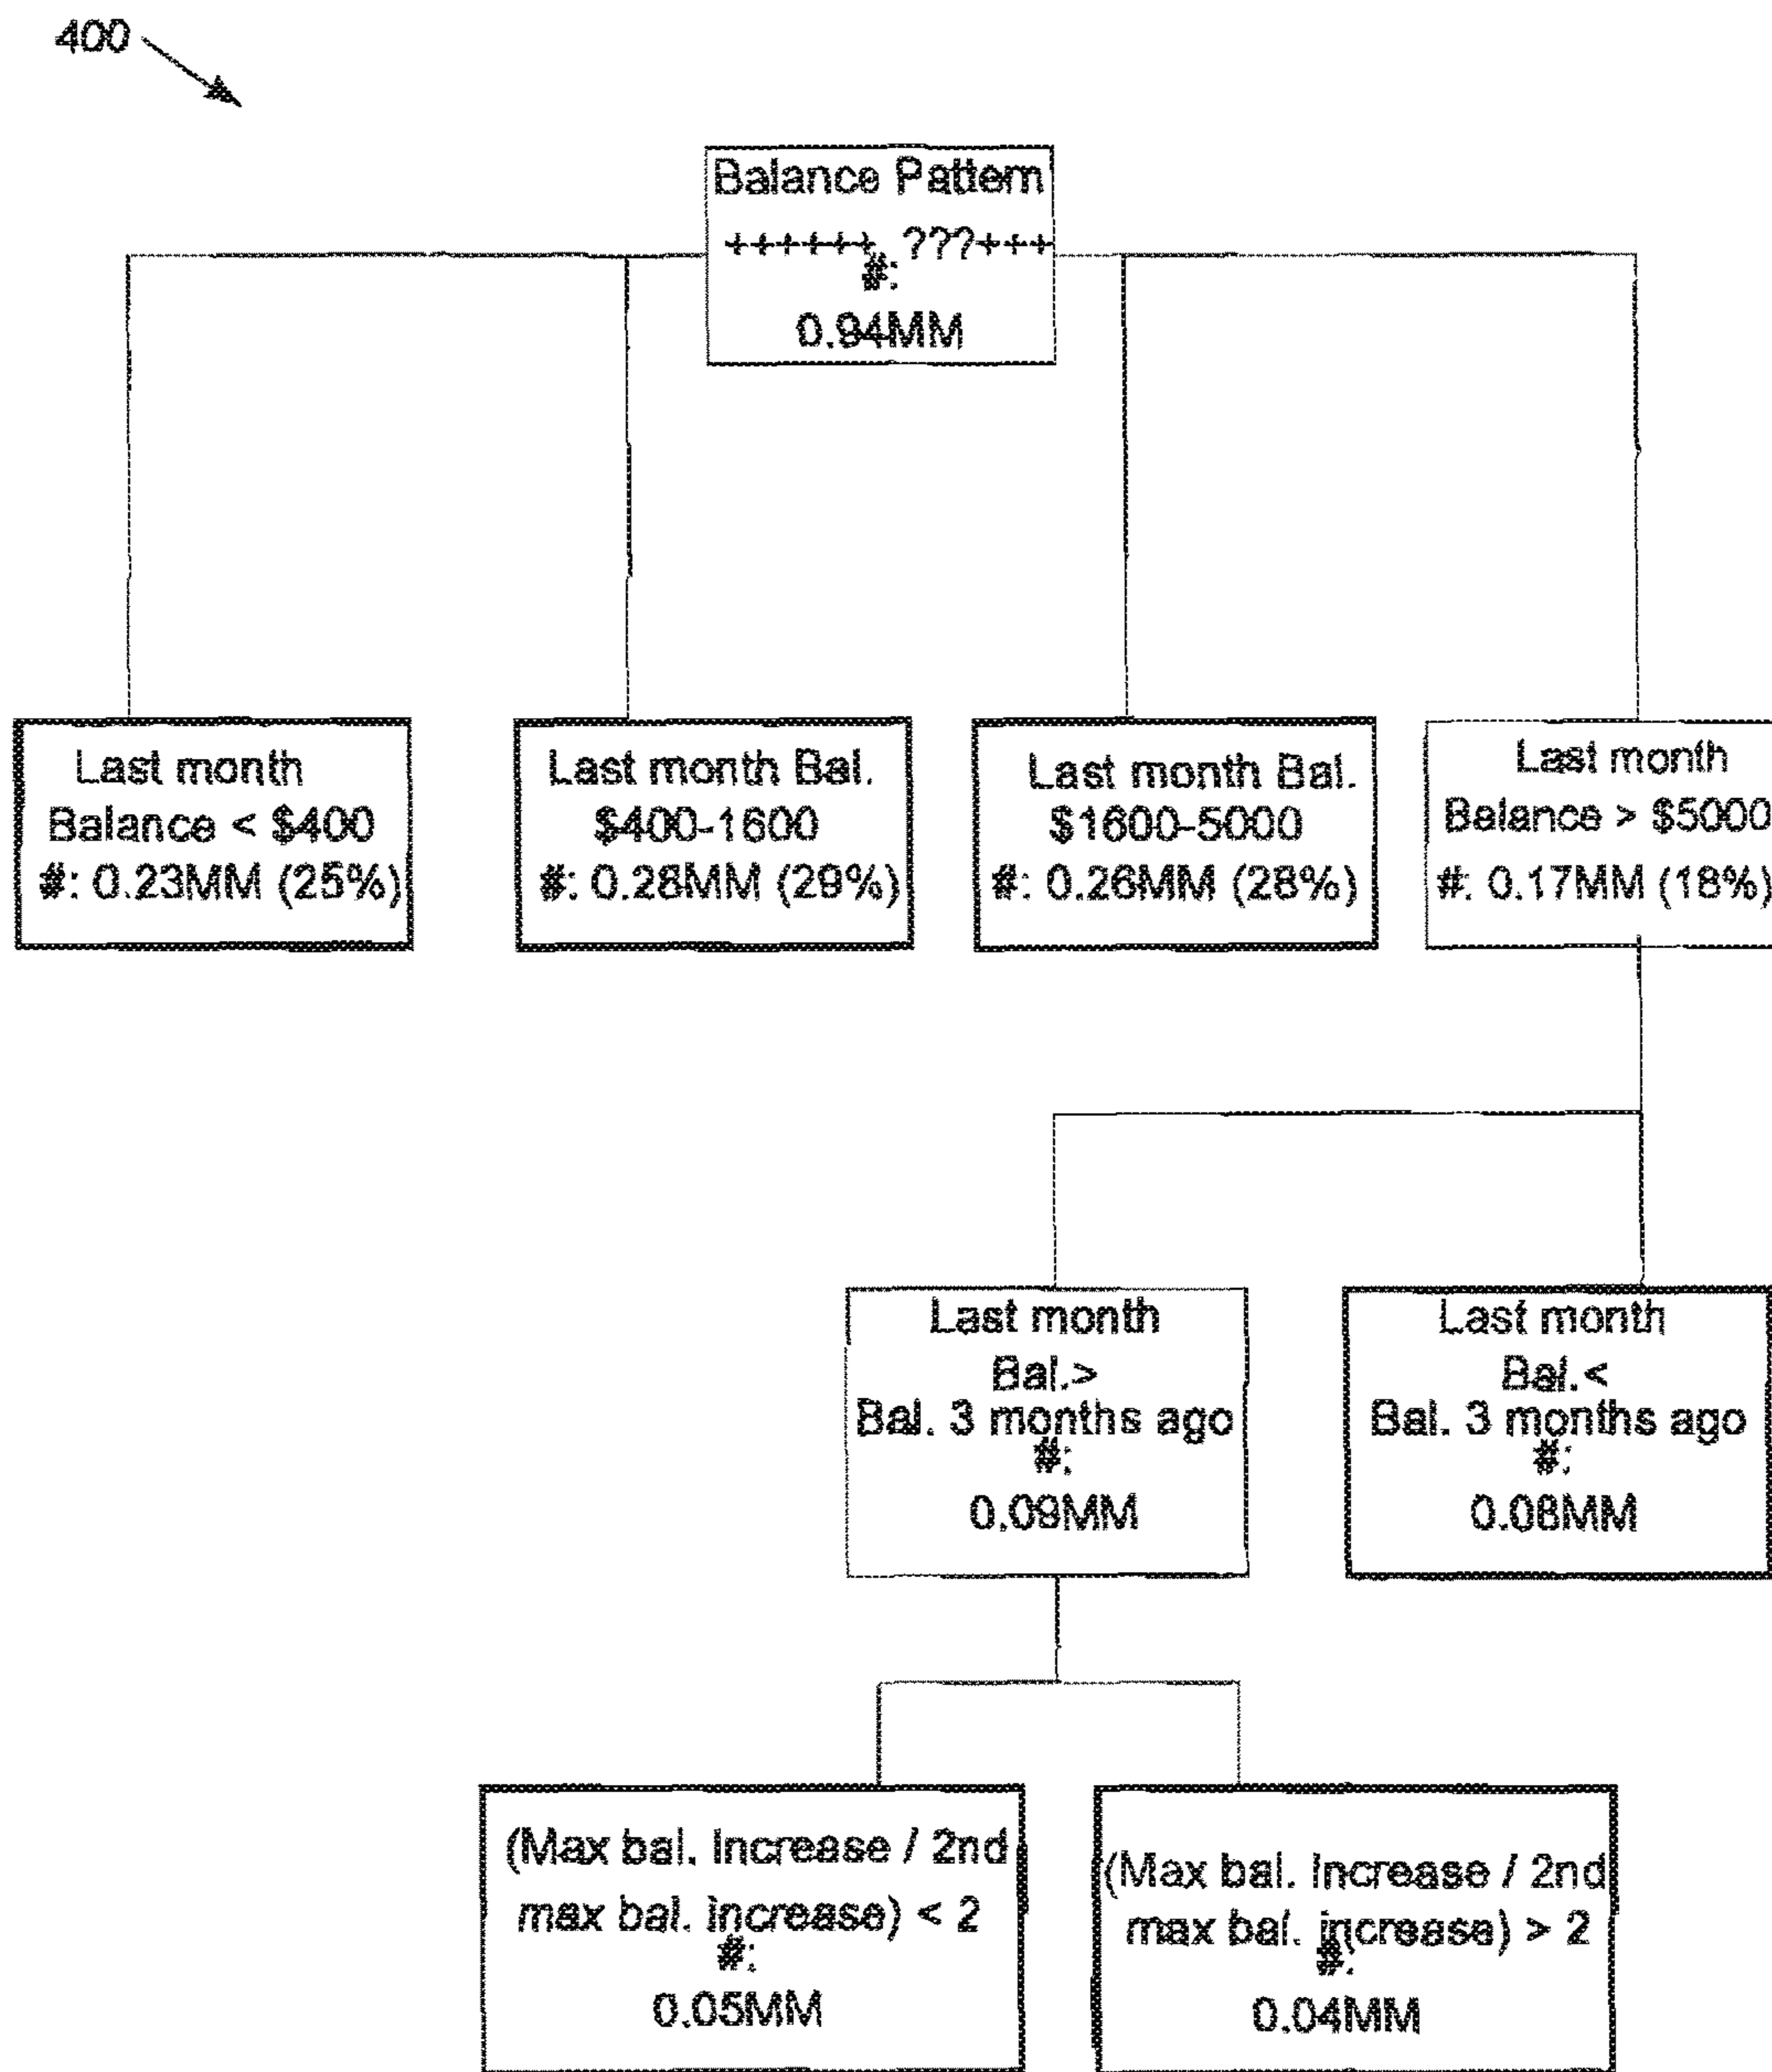 400
Balance Pattern
++++++, ???+++
#:
0.94MM
Last month
Balance < $400
#: 0.23MM (25%)
Last month Bal.
$400-1600
#: 0.28MM (29%)
Last month Bal.
$1600-5000
#: 0.26MM (28%)
Last month
Balance > $5000
#: 0.17MM (18%)
Last month
Bal.>
Bal. 3 months ago
#:
0.09MM
Last month
Bal.<
Bal. 3 months ago
#:
0.08MM
(Max bal. Increase / 2nd
max bal. increase) < 2
#:
0.05MM
(Max bal. Increase / 2nd
max bal. increase) > 2
#:
0.04MM